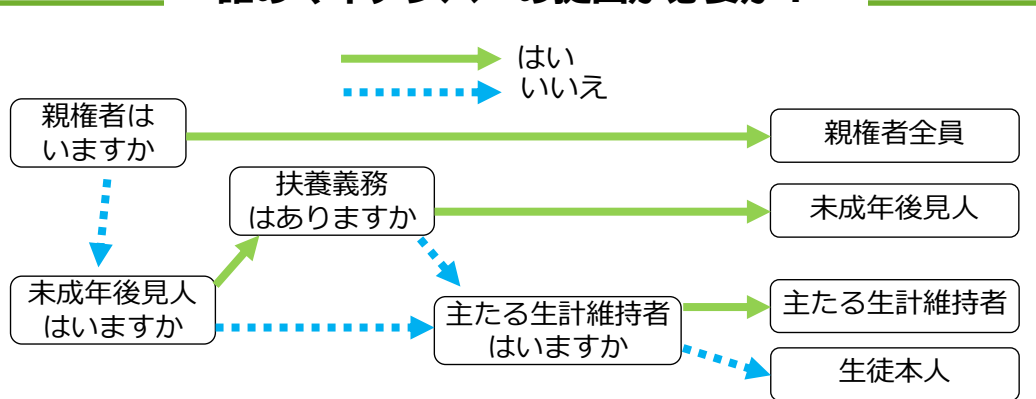 はい
いいえ
親権者は
いますか
親権者全員
扶養義務
はありますか
未成年後見人
未成年後見人
はいますか
主たる生計維持者
はいますか
主たる生計維持者
生徒本人